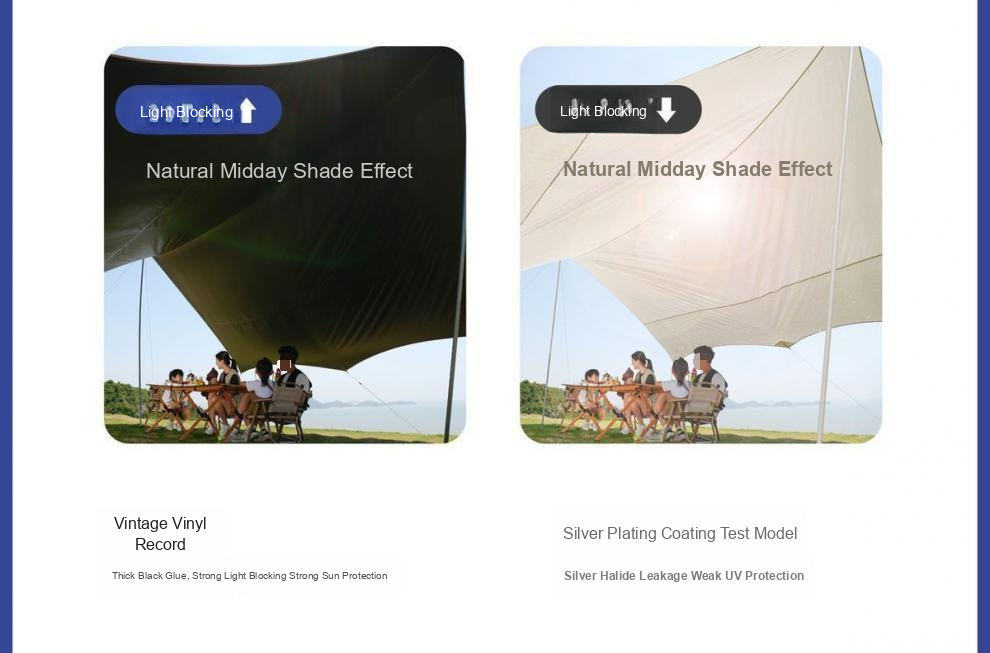 Light Blocking
Light Blocking
Natural Midday Shade Effect
Natural Midday Shade Effect
Vintage Vinyl
Record
Silver Plating Coating Test Model
Thick Black Glue, Strong Light Blocking Strong Sun Protection
Silver Halide Leakage Weak UV Protection